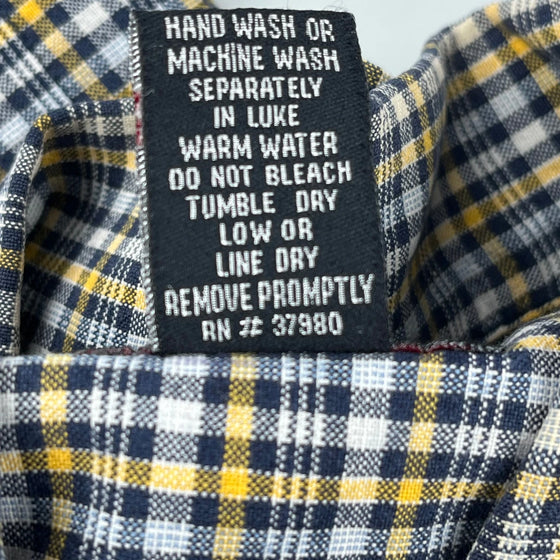 HAND WASH OR
MACHINE WASH
SEPARATELY
IN LUKE
WARM WATER
DO NOT BLEACH
TUMBLE DRY
LOW OR
LINE DRY
REMOVE PROMPTLY
RN # 37980